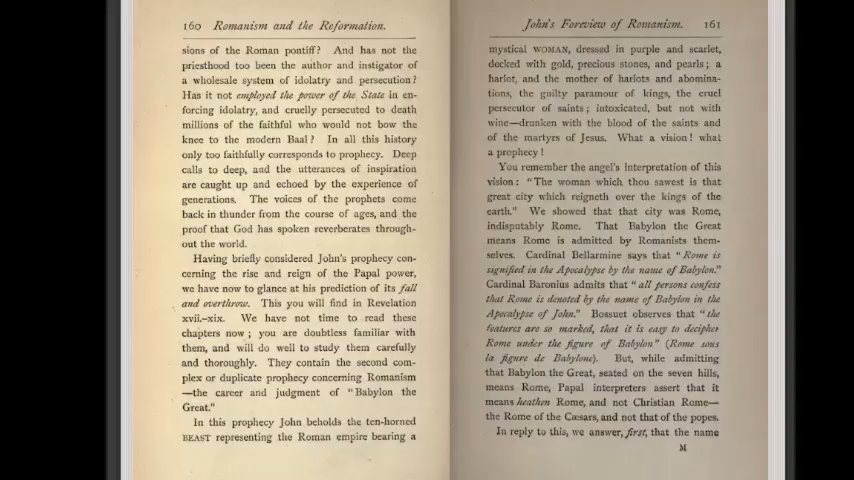 160 Romanism and the Reformation.
sions of the Roman pontiff? And has not the
priesthood too been the author and instigator of
a wholesale system of idolatry and persecution?
Has it not employed the power of the State in en-
forcing idolatry, and cruelly persecuted to death
millions of the faithful who would not bow the
knee to the modern Baal? In all this history
only too faithfully corresponds to prophecy. Deep
calls to deep, and the utterances of inspiration
are caught up and echoed by the experience of
generations. The voices of the prophets come
back in thunder from the course of ages, and the
proof that God has spoken reverberates through-
out the world.
Having briefly considered John's prophecy con-
cerning the rise and reign of the Papal power,
we have now to glance at his prediction of its fall
and overthrow. This you will find in Revelation
xvii.-xix. We have not time to read these
chapters now; you are doubtless familiar with
them, and will do well to study them carefully
and thoroughly. They contain the second com-
plex or duplicate prophecy concerning Romanism
—the career and judgment of "Babylon the
Great."
In this prophecy John beholds the ten-horned
BEAST representing the Roman empire bearing a
John's Foreview of Romanism. 161
mystical WOMAN, dressed in purple and scarlet,
decked with gold, precious stones, and pearls; a
harlot, and the mother of harlots and abomina-
tions, the guilty paramour of kings, the cruel
persecutor of saints; intoxicated, but not with
wine—drunken with the blood of the saints and
of the martyrs of Jesus. What a vision! what
a prophecy!
You remember the angel's interpretation of this
vision: "The woman which thou sawest is that
great city which reigneth over the kings of the
earth." We showed that that city was Rome,
indisputably Rome. That Babylon the Great
means Rome is admitted by Romanists them-
selves. Cardinal Bellarmine says that "Rome is
signified in the Apocalypse by the name of Babylon."
Cardinal Baronius admits that "all persons confess
that Rome is denoted by the name of Babylon in the
Apocalypse of John." Bossuet observes that "the
features are so marked, that it is easy to decipher
Rome under the figure of Babylon" (Rome sous
la figure de Babylone). But, while admitting
that Babylon the Great, seated on the seven hills,
means Rome, Papal interpreters assert that it
means heathen Rome, and not Christian Rome—
the Rome of the Cæsars, and not that of the popes.
In reply to this, we answer, first, that the name
M